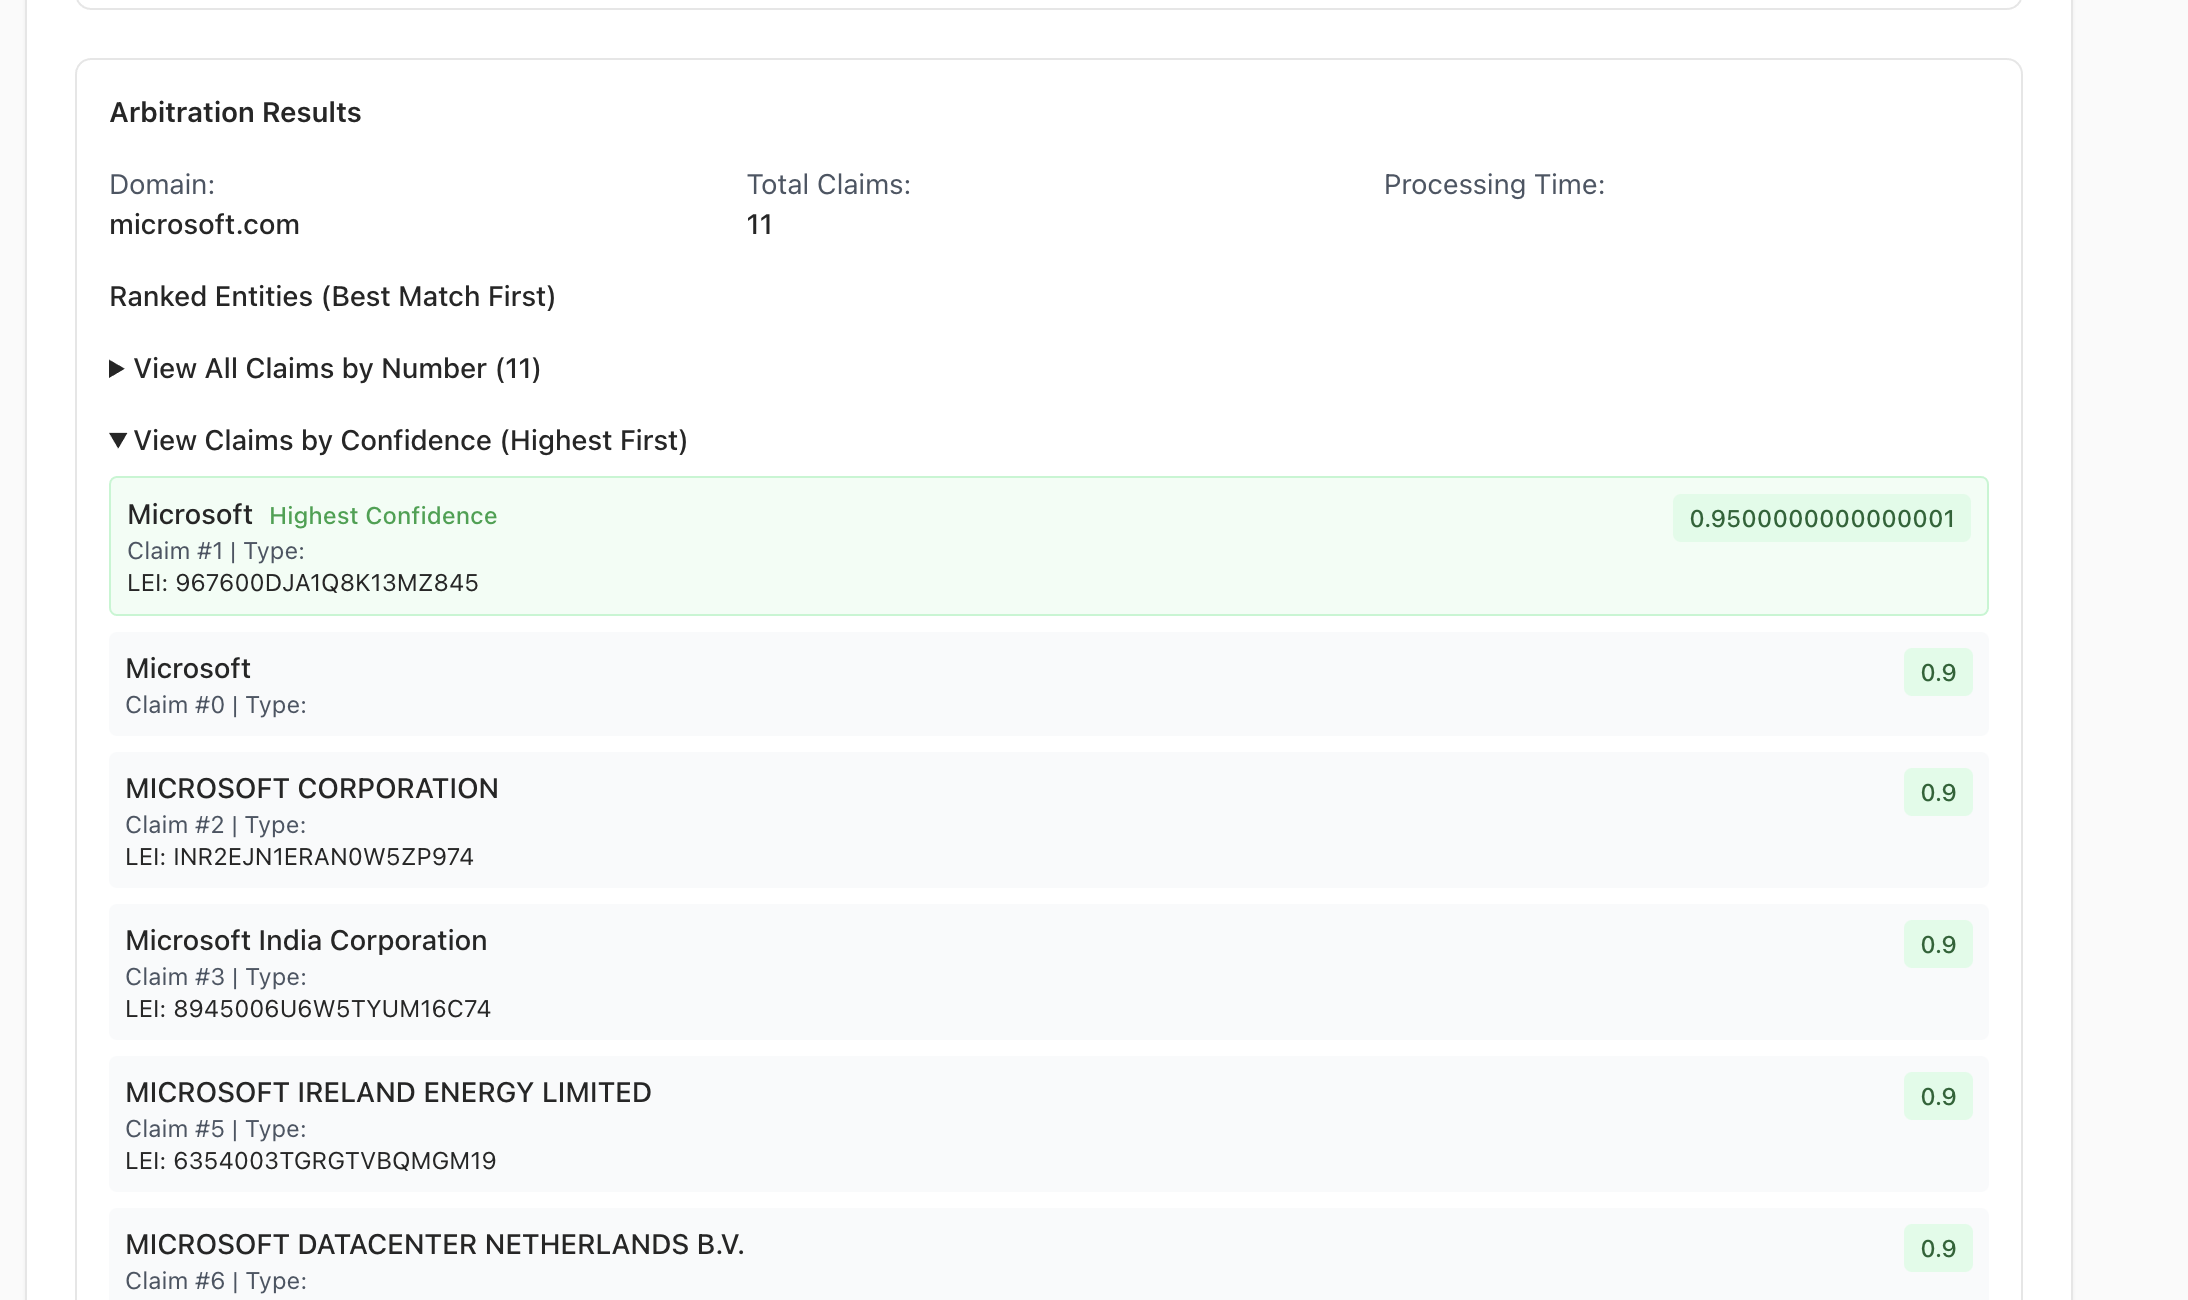 Arbitration Results
Domain:
microsoft.com
Total Claims:
11
Processing Time:
Ranked Entities (Best Match First)
▶ View All Claims by Number (11)
▼ View Claims by Confidence (Highest First)
Microsoft Highest Confidence
0.9500000000000001
Claim #1 | Type:
LEI: 967600DJA1Q8K13MZ845
Microsoft
0.9
Claim #0 | Type:
MICROSOFT CORPORATION
0.9
Claim #2 | Type:
LEI: INR2EJN1ERAN0W5ZP974
Microsoft India Corporation
0.9
Claim #3 | Type:
LEI: 8945006U6W5TYUM16C74
MICROSOFT IRELAND ENERGY LIMITED
0.9
Claim #5 | Type:
LEI: 6354003TGRGTVBQMGM19
MICROSOFT DATACENTER NETHERLANDS B.V.
0.9
Claim #6 | Type: